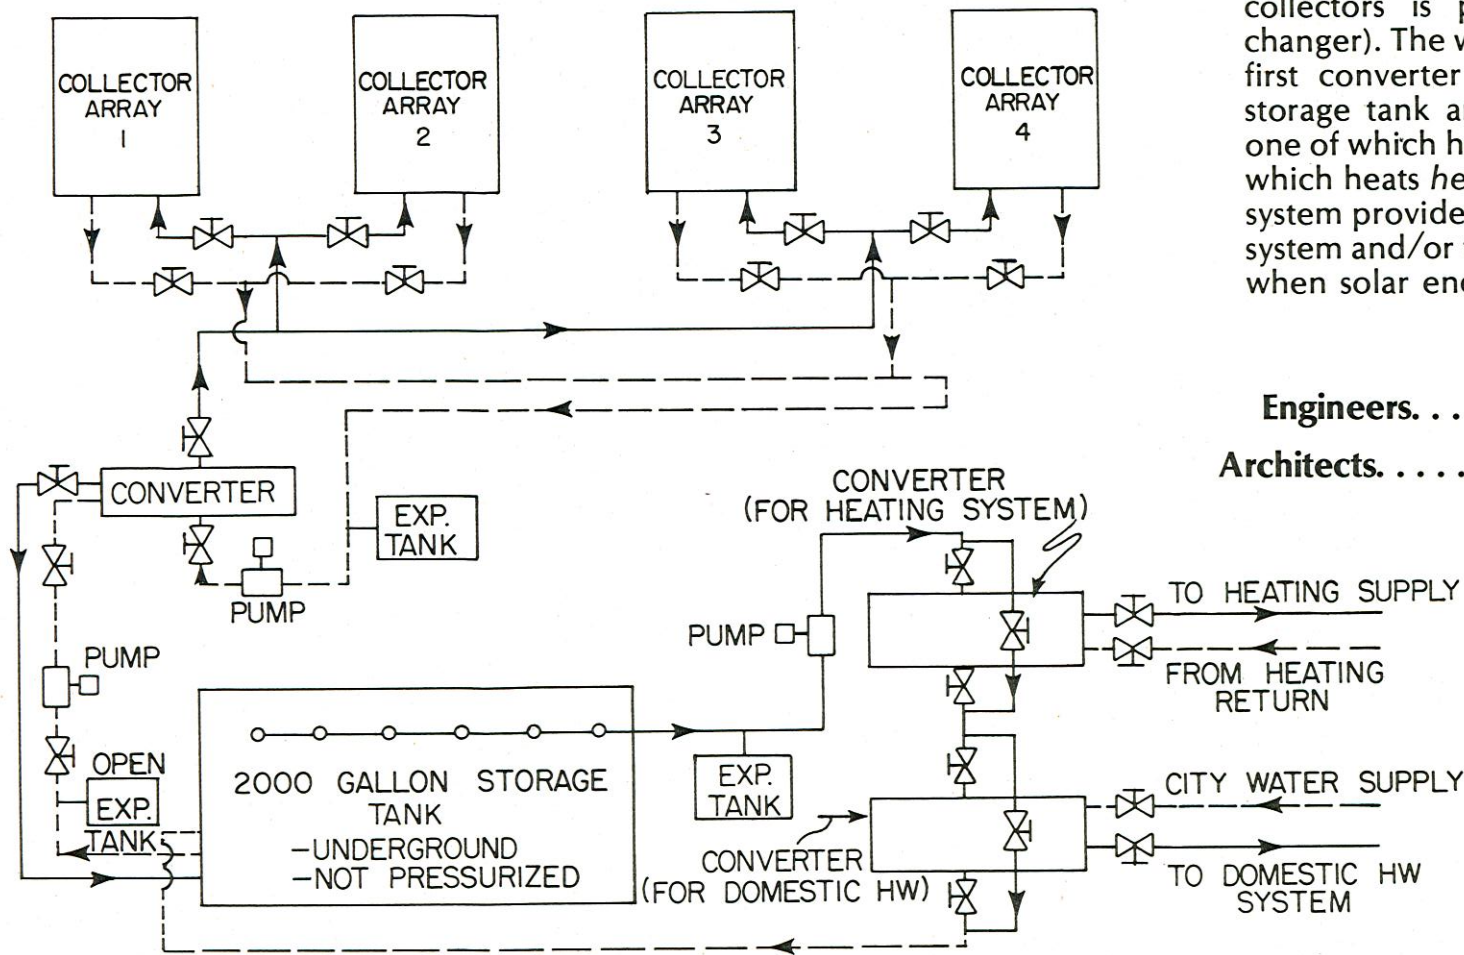 COLLECTOR
ARRAY
1
COLLECTOR
ARRAY
2
COLLECTOR
ARRAY
3
COLLECTOR
ARRAY
4
collectors is p
changer). The w
first converter
storage tank a
one of which h
which heats he
system provide
system and/or
when solar en
Engineers. . .
Architects. . . . .
CONVERTER
EXP.
TANK
PUMP
PUMP
OPEN
EXP.
TANK
2000 GALLON STORAGE
TANK
-UNDERGROUND
-NOT PRESSURIZED
PUMP
EXP.
TANK
CONVERTER
(FOR HEATING SYSTEM)
TO HEATING SUPPLY
FROM HEATING
RETURN
CONVERTER
(FOR DOMESTIC HW)
CITY WATER SUPPLY
TO DOMESTIC HW
SYSTEM